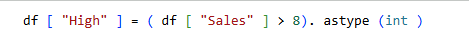 df [ "High" ] = ( df [ "Sales" ] > 8). astype (int )